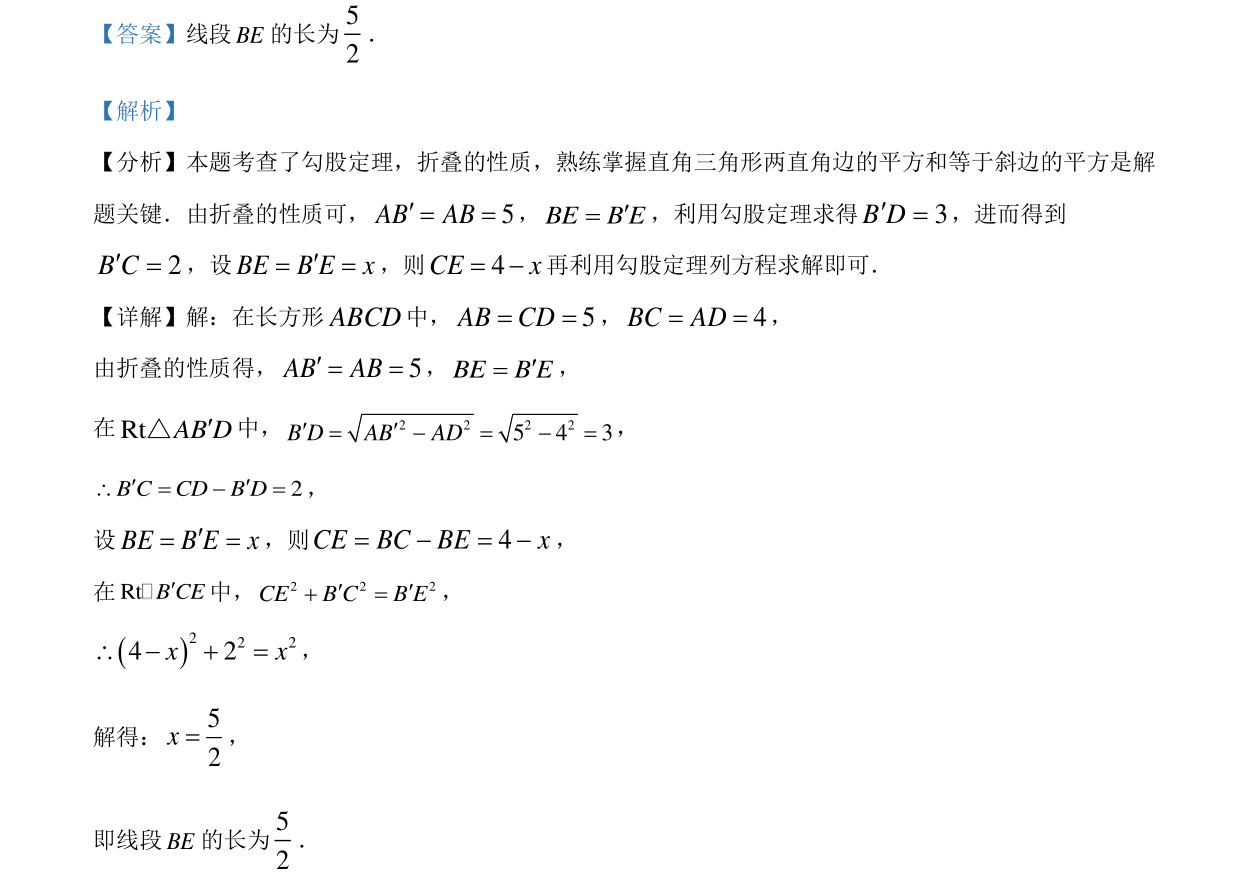 【答案】线段 BE 的长为 5/2．
【解析】
【分析】本题考查了勾股定理，折叠的性质，熟练掌握直角三角形两直角边的平方和等于斜边的平方是解
题关键．由折叠的性质可，AB′ = AB = 5，BE = B′E，利用勾股定理求得 B′D = 3，进而得到
B′C = 2，设 BE = B′E = x，则 CE = 4 − x 再利用勾股定理列方程求解即可．
【详解】解：在长方形 ABCD 中，AB = CD = 5，BC = AD = 4，
由折叠的性质得，AB′ = AB = 5，BE = B′E，
在 Rt△AB′D 中，B′D = √(AB′² − AD²) = √(5² − 4²) = 3，
∴B′C = CD − B′D = 2，
设 BE = B′E = x，则 CE = BC − BE = 4 − x，
在 Rt□B′CE 中，CE² + B′C² = B′E²，
∴(4 − x)² + 2² = x²，
解得：x = 5/2，
即线段 BE 的长为 5/2．